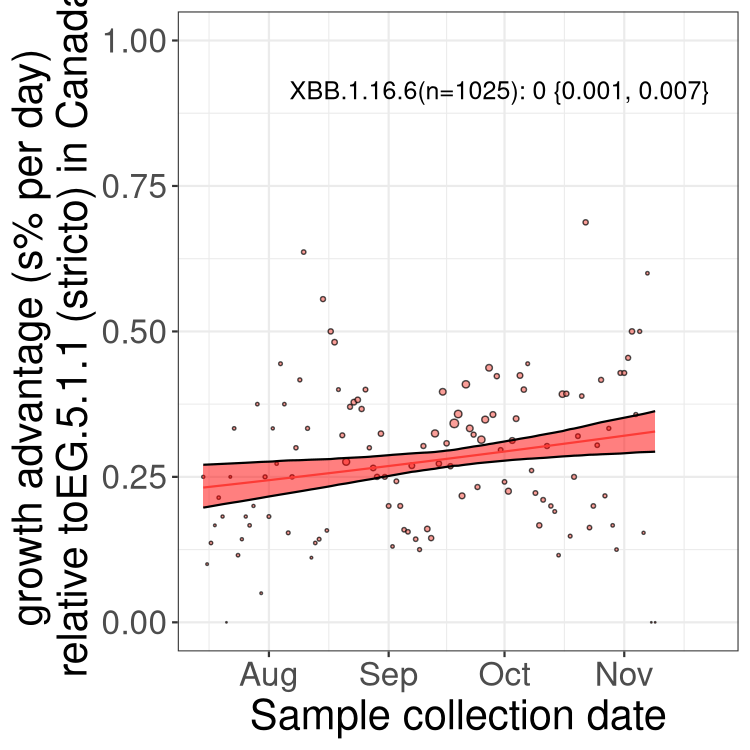 growth advantage (s% per day)
relative toEG.5.1.1 (stricto) in Canada
1.00
0.75
0.50
0.25
0.00
XBB.1.16.6(n=1025): 0 {0.001, 0.007}
Aug Sep Oct Nov
Sample collection date